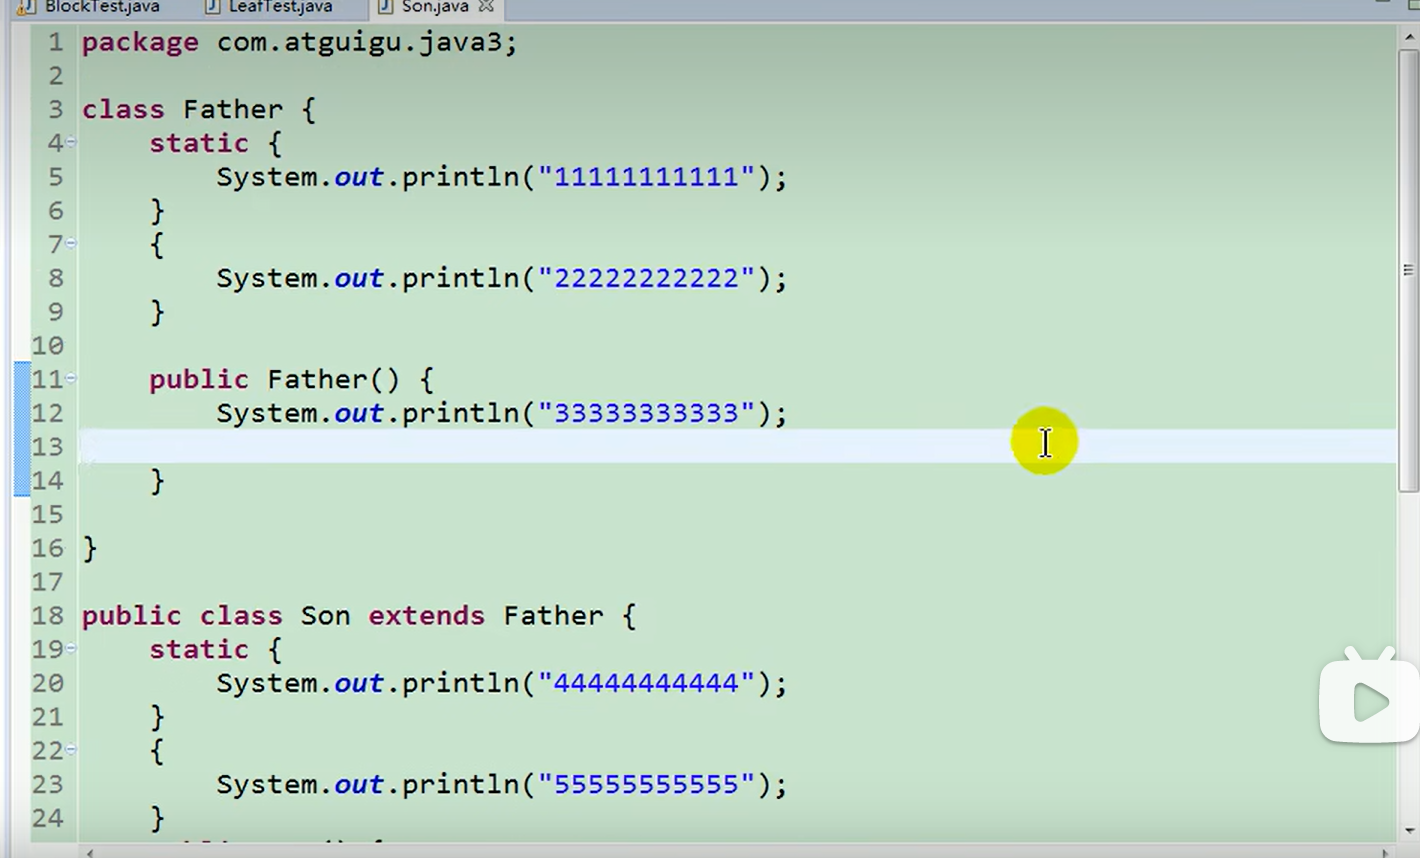 BlockTest.java LeafTest.java Son.java
1 package com.atguigu.java3;
2
3 class Father {
4 static {
5 System.out.println("11111111111");
6 }
7 {
8 System.out.println("22222222222");
9 }
10
11 public Father() {
12 System.out.println("33333333333");
13
14 }
15
16 }
17
18 public class Son extends Father {
19 static {
20 System.out.println("44444444444");
21 }
22 {
23 System.out.println("55555555555");
24 }